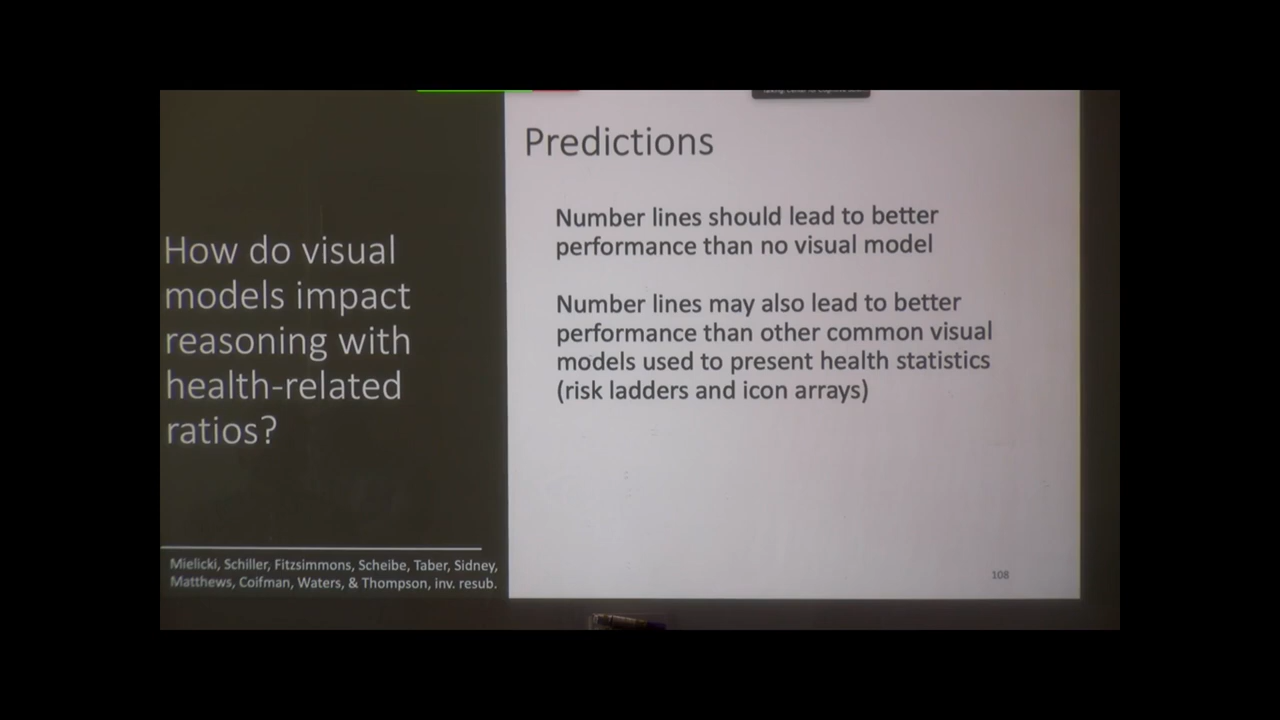 How do visual
models impact
reasoning with
health-related
ratios?
Mielicki, Schiller, Fitzsimmons, Scheibe, Taber, Sidney,
Matthews, Coifman, Waters, & Thompson, inv. resub.
Predictions
Number lines should lead to better
performance than no visual model
Number lines may also lead to better
performance than other common visual
models used to present health statistics
(risk ladders and icon arrays)
108